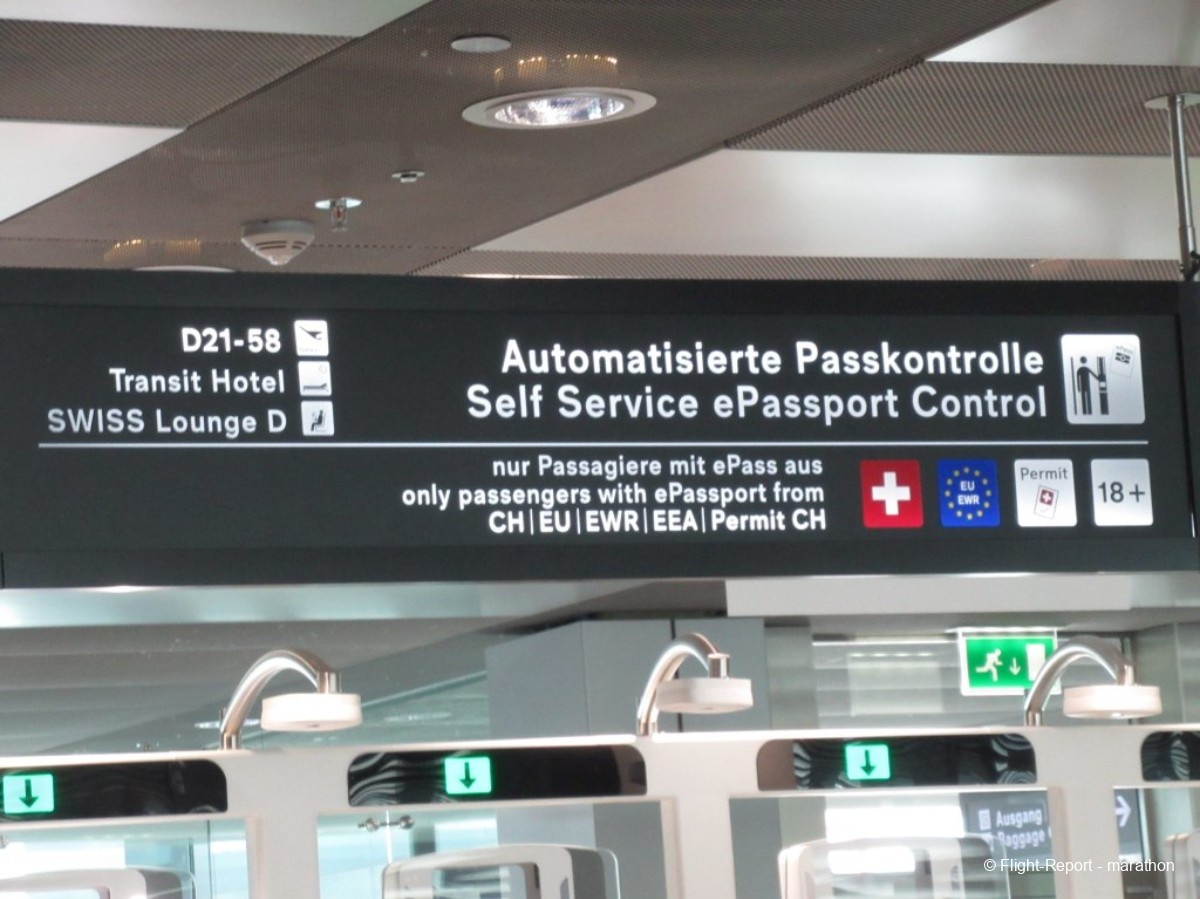 D21-58
Transit Hotel
SWISS Lounge D
Automatisierte Passkontrolle
Self Service ePassport Control
nur Passagiere mit ePass aus
only passengers with ePassport from
CH|EU|EWR|EEA|Permit CH
EU
EWR
Permit
18+
Ausgang
Baggage
© Flight-Report - marathon